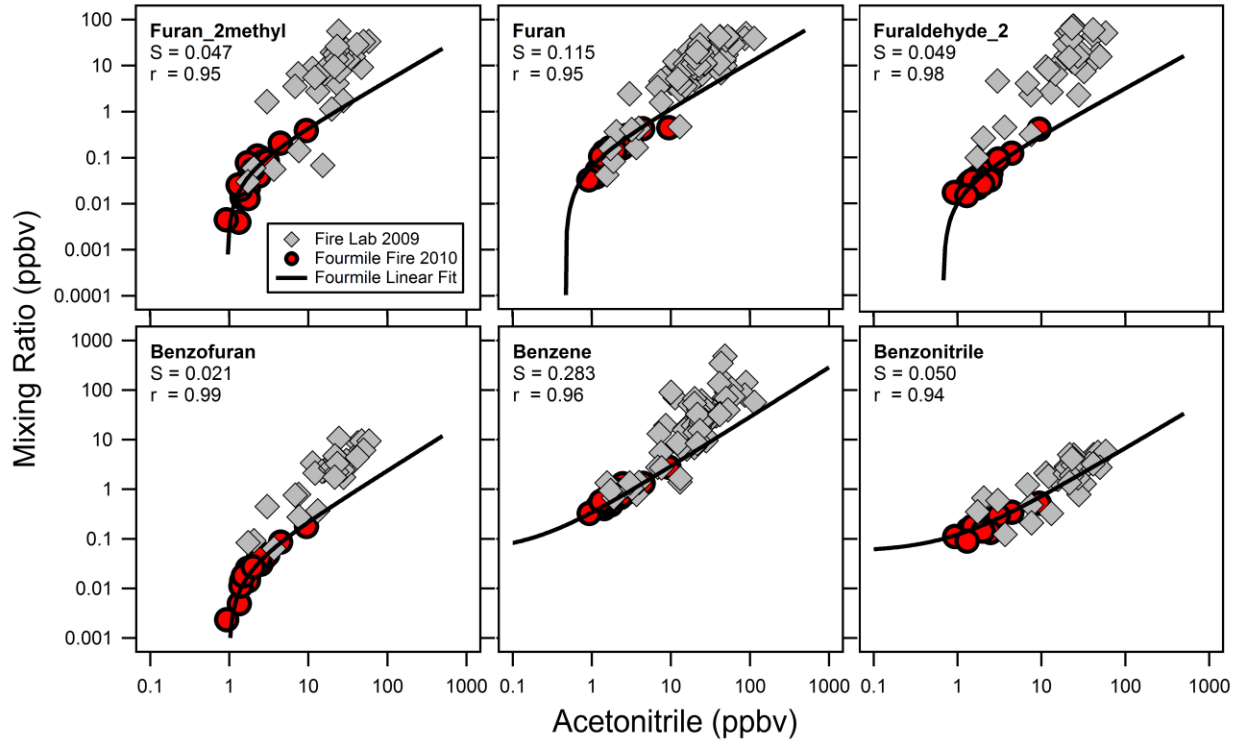 Furan_2methyl
S = 0.047
r = 0.95
Furan
S = 0.115
r = 0.95
Furaldehyde_2
S = 0.049
r = 0.98
100
10
1
0.1
0.01
0.001
0.0001
Fire Lab 2009
Fourmile Fire 2010
Fourmile Linear Fit
Mixing Ratio (ppbv)
Benzofuran
S = 0.021
r = 0.99
Benzene
S = 0.283
r = 0.96
Benzonitrile
S = 0.050
r = 0.94
1000
100
10
1
0.1
0.01
0.001
0.1 1 10 100 1000
0.1 1 10 100 1000
0.1 1 10 100 1000
Acetonitrile (ppbv)